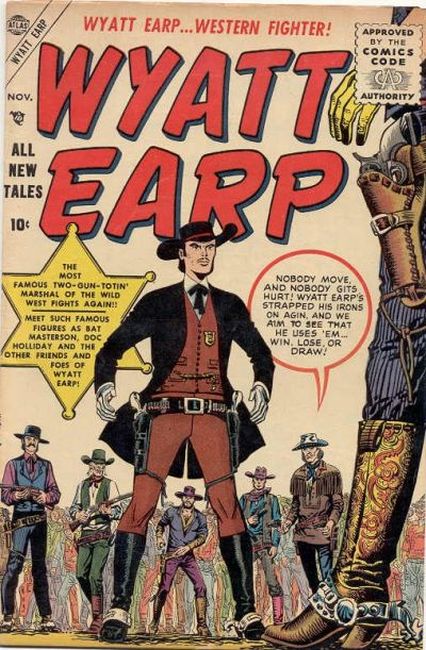 WYATT EARP...WESTERN FIGHTER!
ATLAS
WYATT EARP
APPROVED
BY THE
COMICS
CODE
AUTHORITY
NOV.
WYATT
EARP
ALL
NEW
TALES
10¢
THE
MOST
FAMOUS TWO-GUN-TOTIN'
MARSHAL OF THE WILD
WEST FIGHTS AGAIN!!
MEET SUCH FAMOUS
FIGURES AS BAT
MASTERSON, DOC
HOLLIDAY AND THE
OTHER FRIENDS AND
FOES OF
WYATT
EARP!
NOBODY MOVE,
AND NOBODY GITS
HURT! WYATT EARP'S
STRAPPED HIS IRONS
ON AGIN, AND WE
AIM TO SEE THAT
HE USES 'EM...
WIN, LOSE, OR
DRAW!